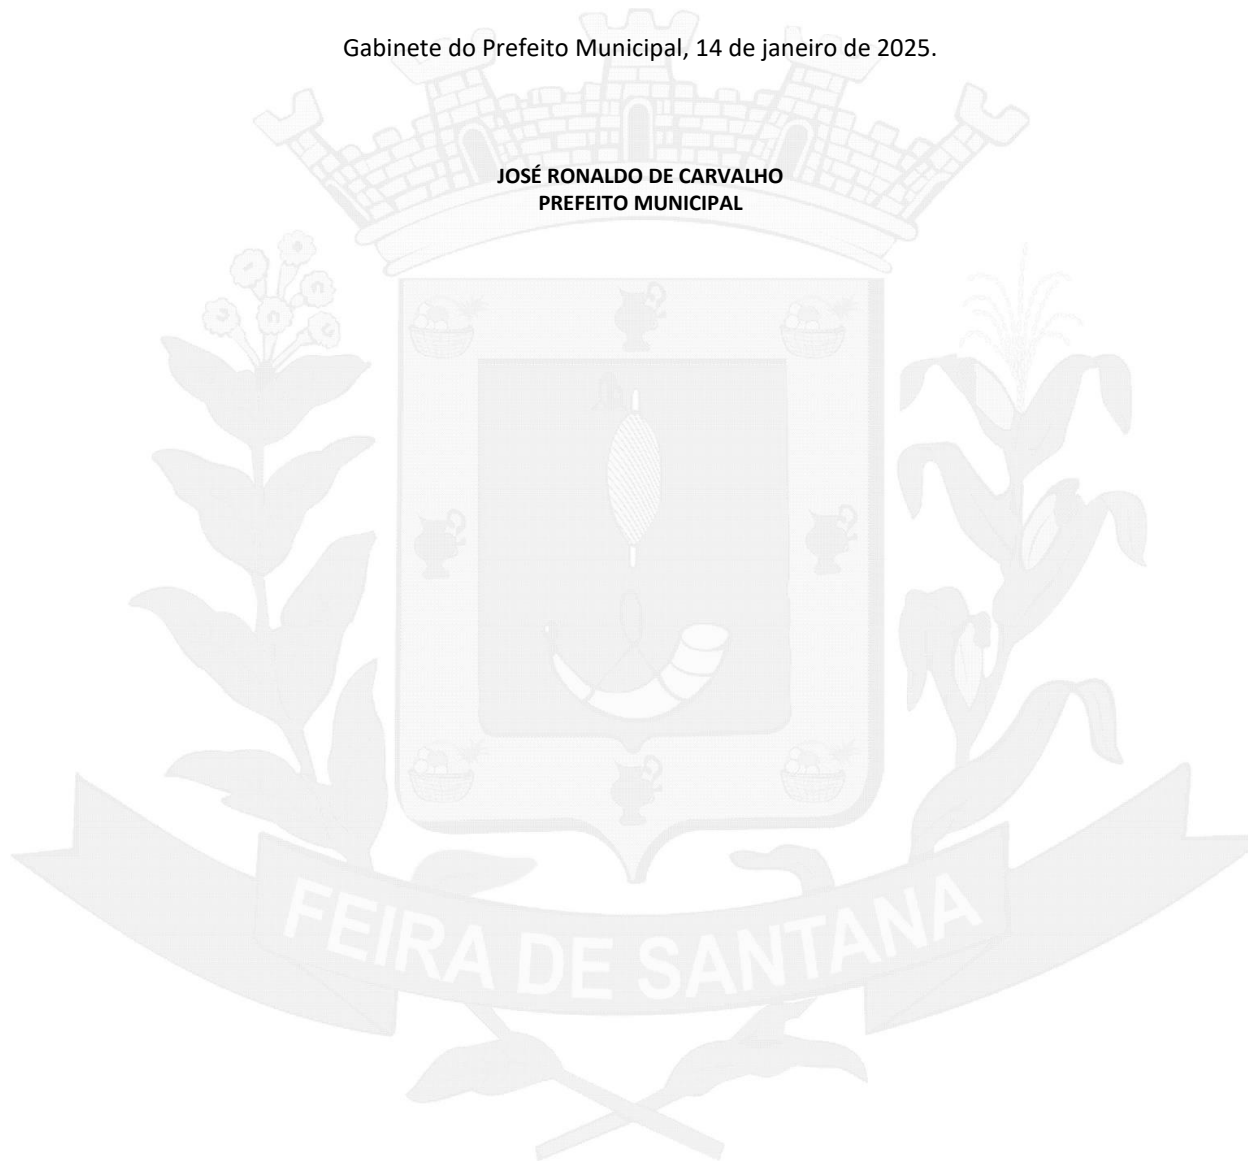 Gabinete do Prefeito Municipal, 14 de janeiro de 2025.
JOSÉ RONALDO DE CARVALHO
PREFEITO MUNICIPAL
FEIRA DE SANTANA